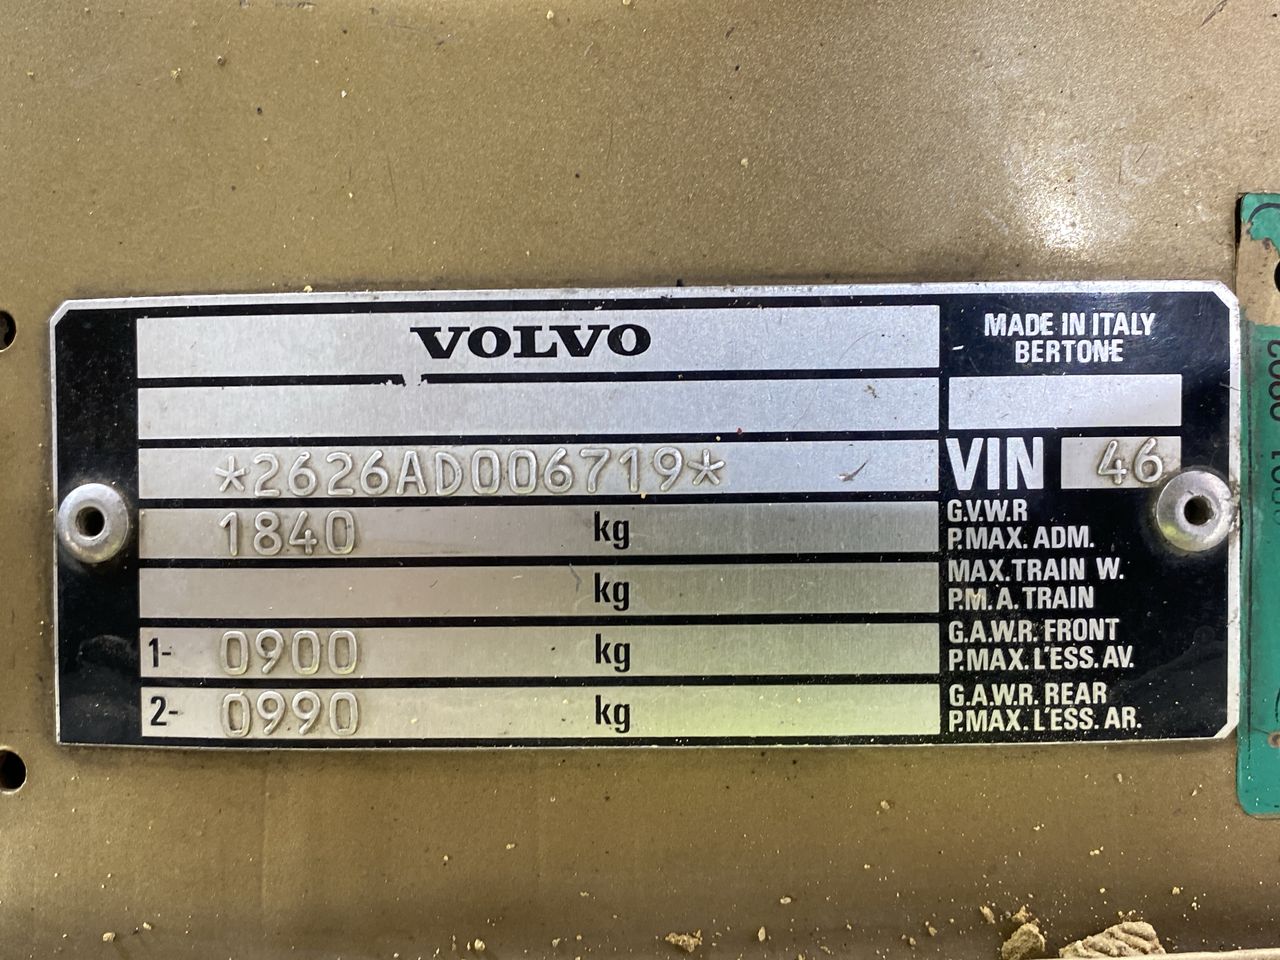 VOLVO
MADE IN ITALY
BERTONE
*2626AD006719*
VIN 46
1840 kg
G.V.W.R
P.MAX. ADM.
kg
MAX.TRAIN W.
P.M.A. TRAIN
1- 0900 kg
G.A.W.R. FRONT
P.MAX. L'ESS. AV.
2- 0990 kg
G.A.W.R. REAR
P.MAX. L'ESS. AR.